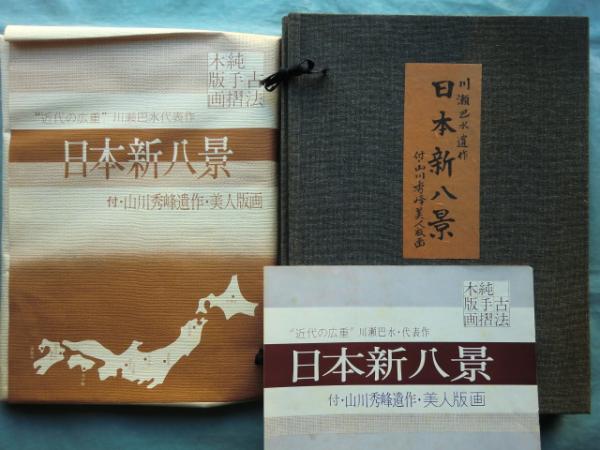 古法
純手摺
木版画
"近代の広重"川瀬巴水代表作
日本新八景
付・山川秀峰遺作・美人版画
川瀬巴水遺作
日本新八景
付・山川秀峰美人版画
古法
純手摺
木版画
"近代の広重"川瀬巴水・代表作
日本新八景
付・山川秀峰遺作・美人版画